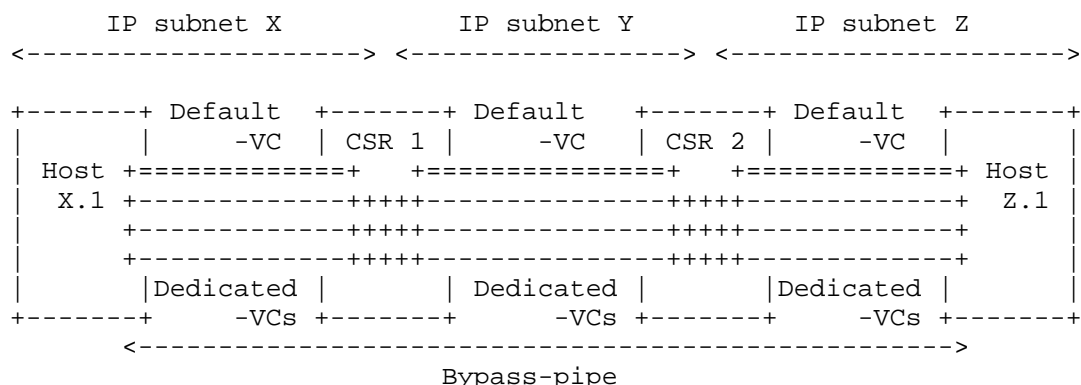 IP subnet X IP subnet Y IP subnet Z
<---------------------> <-----------------> <--------------------->
+-------+ Default +-------+ Default +-------+ Default +-------+
| | -VC | CSR 1 | -VC | CSR 2 | -VC | |
| Host +=============+ +===============+ +=============+ Host |
| X.1 +-------------+++++---------------+++++-------------+ Z.1 |
| +-------------+++++---------------+++++-------------+ |
| +-------------+++++---------------+++++-------------+ |
| |Dedicated | | Dedicated | |Dedicated | |
+-------+ -VCs +-------+ -VCs +-------+ -VCs +-------+
<--------------------------------------------------->
Bypass-pipe